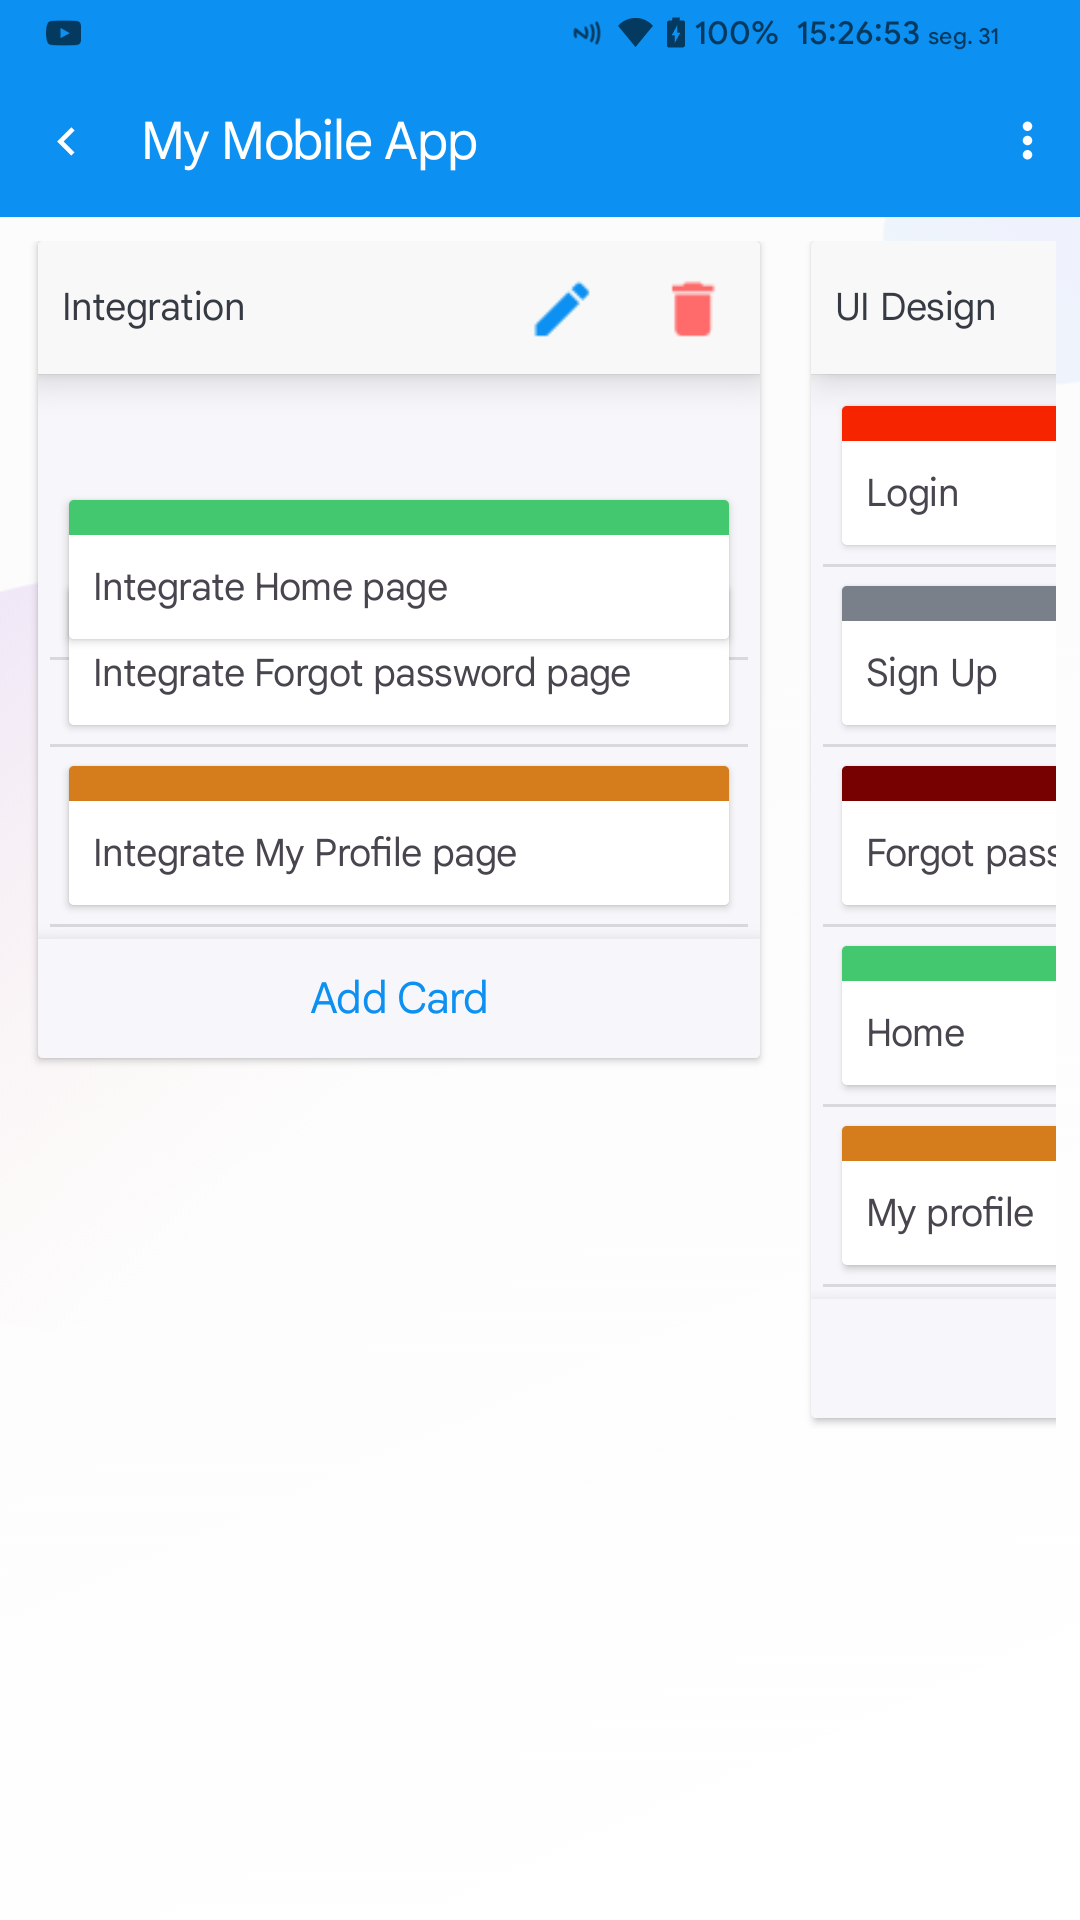 100% 15:26:53 seg. 31
My Mobile App
Integration
Integrate Home page
Integrate Forgot password page
Integrate My Profile page
Add Card
UI Design
Login
Sign Up
Forgot pass
Home
My profile